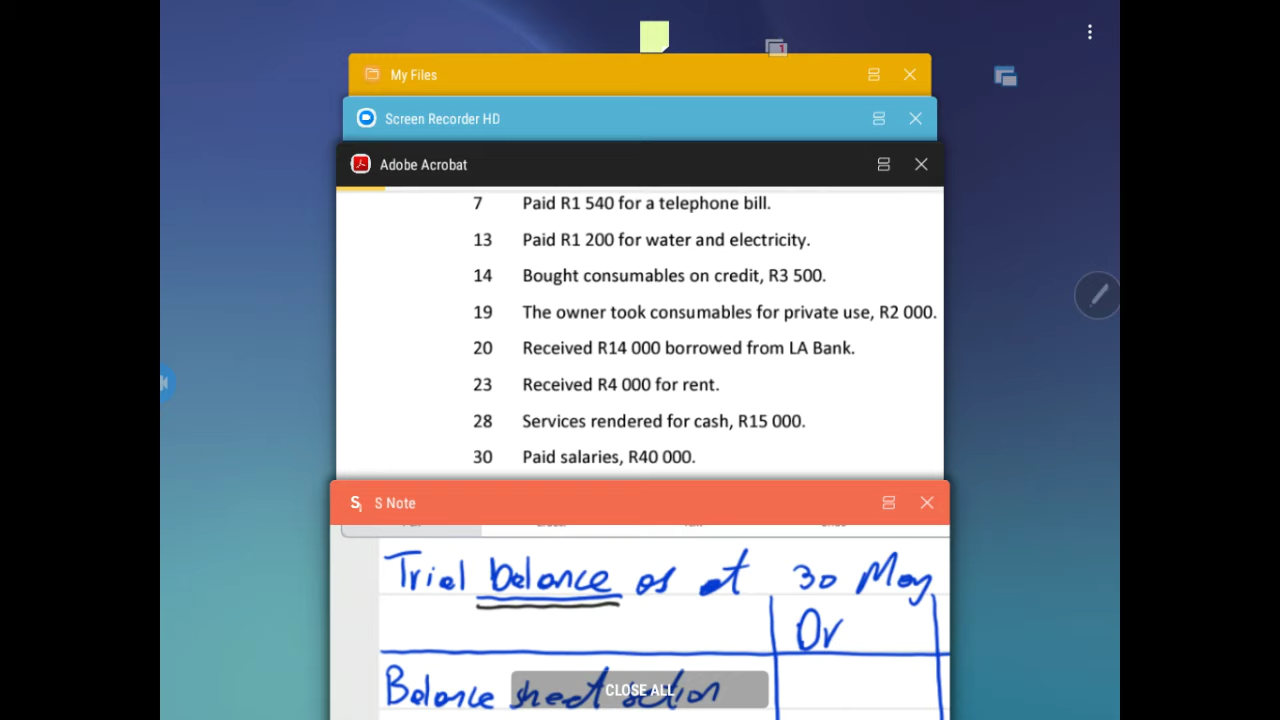 1
My Files
Screen Recorder HD
Adobe Acrobat
7 Paid R1 540 for a telephone bill.
13 Paid R1 200 for water and electricity.
14 Bought consumables on credit, R3 500.
19 The owner took consumables for private use, R2 000.
20 Received R14 000 borrowed from LA Bank.
23 Received R4 000 for rent.
28 Services rendered for cash, R15 000.
30 Paid salaries, R40 000.
S Note
Trial balance as at 30 May
Dr
Balance sheet section
CLOSE ALL